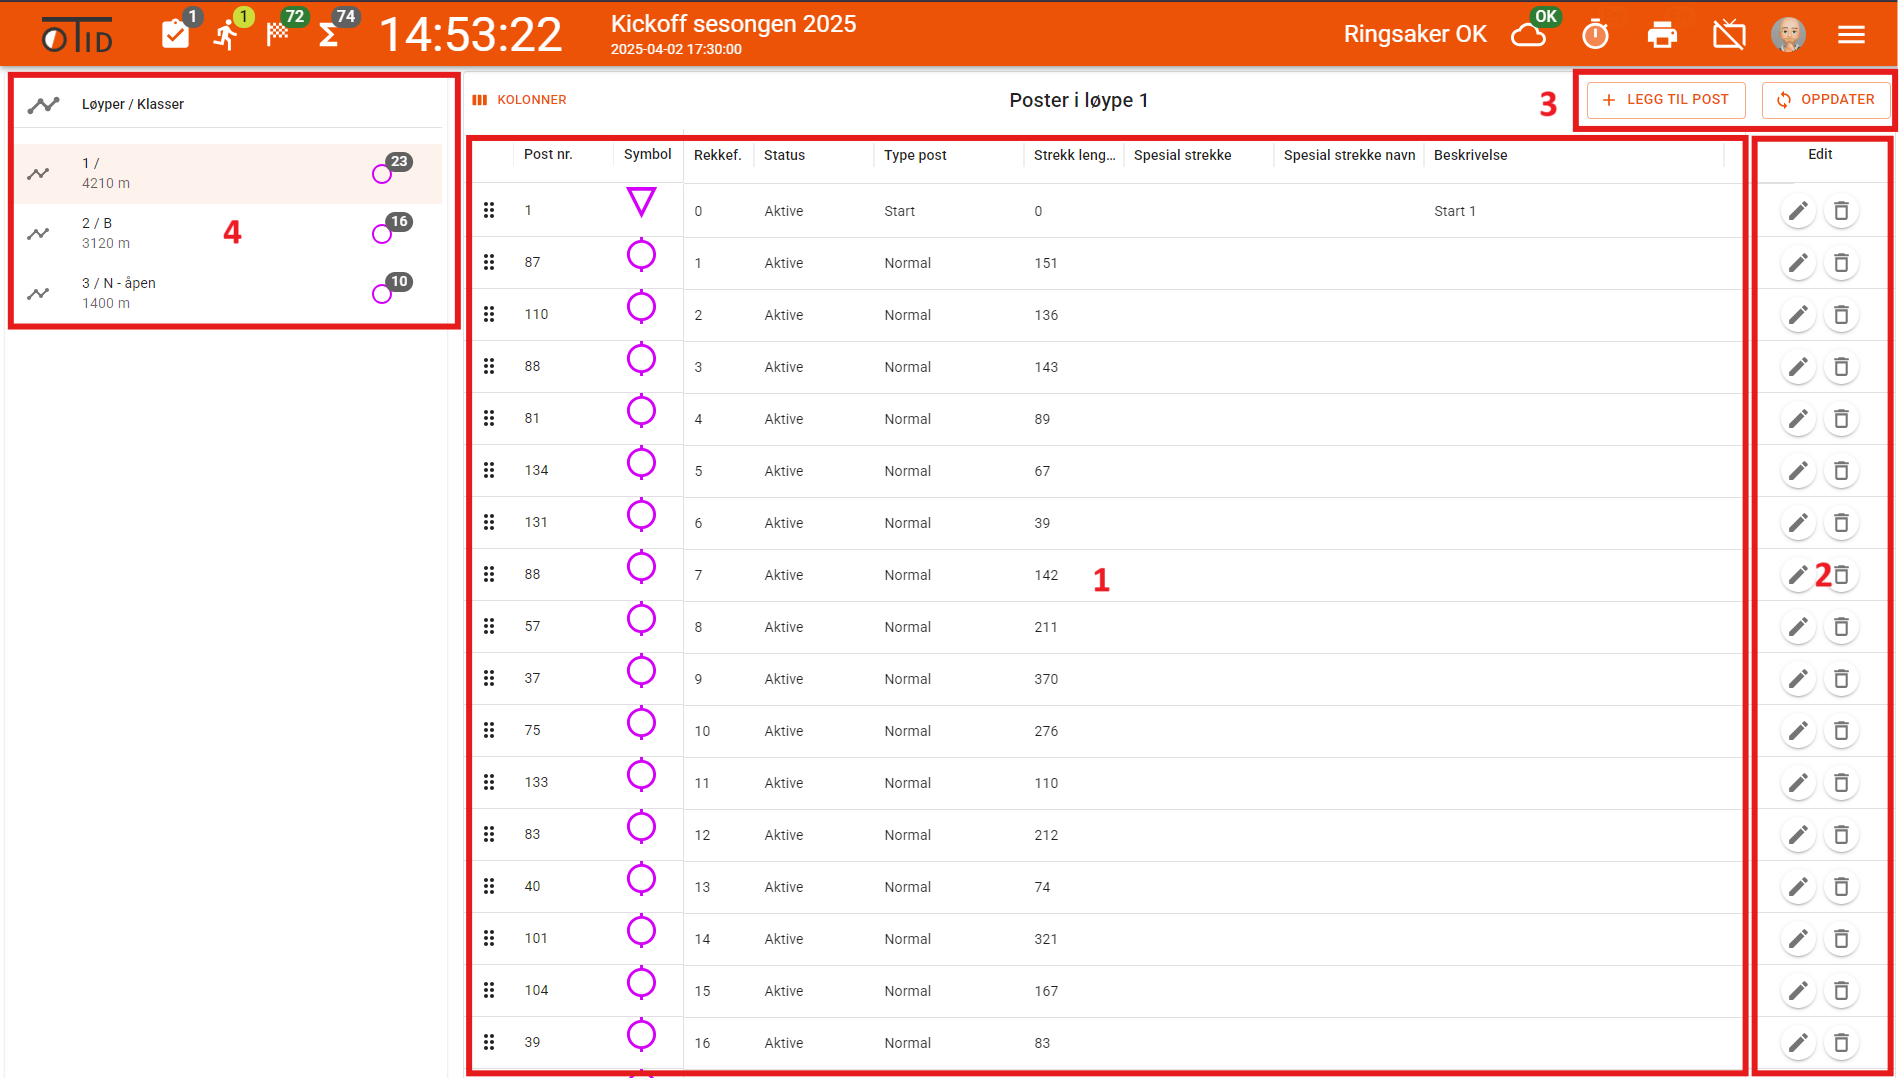 OTID
1
1
72
74
14:53:22
Kickoff sesongen 2025
2025-04-02 17:30:00
Ringsaker OK
OK
Løyper / Klasser
1 /
4210 m
23
2 / B
3120 m
16
4
3 / N - åpen
1400 m
10
KOLONNER
Poster i løype 1
3
+ LEGG TIL POST
OPPDATER
Post nr. Symbol Rekkef. Status Type post Strekk leng... Spesial strekke Spesial strekke navn Beskrivelse Edit
1 0 Aktive Start 0 Start 1
87 1 Aktive Normal 151
110 2 Aktive Normal 136
88 3 Aktive Normal 143
81 4 Aktive Normal 89
134 5 Aktive Normal 67
131 6 Aktive Normal 39
88 7 Aktive Normal 142 1 2
57 8 Aktive Normal 211
37 9 Aktive Normal 370
75 10 Aktive Normal 276
133 11 Aktive Normal 110
83 12 Aktive Normal 212
40 13 Aktive Normal 74
101 14 Aktive Normal 321
104 15 Aktive Normal 167
39 16 Aktive Normal 83